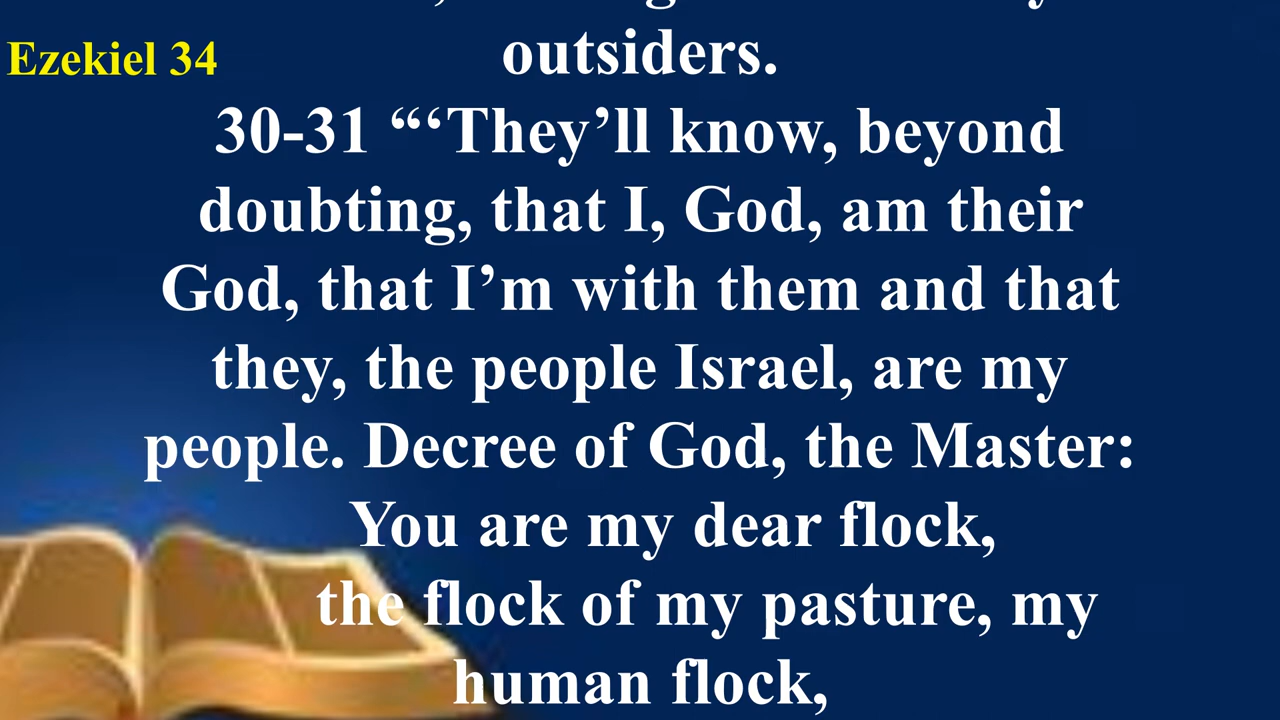 Ezekiel 34
outsiders.
30-31 “‘They’ll know, beyond
doubting, that I, God, am their
God, that I’m with them and that
they, the people Israel, are my
people. Decree of God, the Master:
You are my dear flock,
the flock of my pasture, my
human flock,